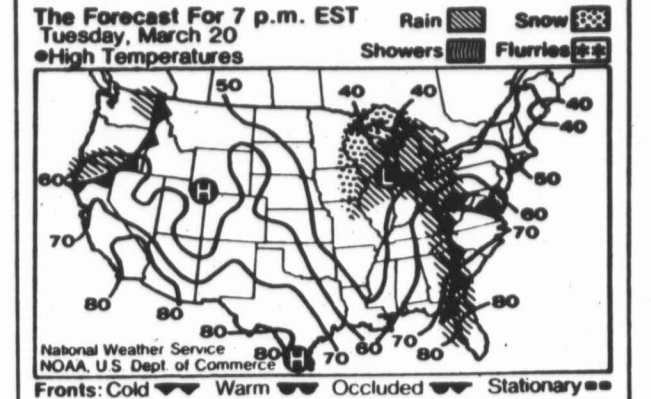 The Forecast For 7 p.m. EST
Tuesday, March 20
●High Temperatures
Rain
Snow
Showers
Flurries
50
40
40
40
40
60
50
H
L
60
70
70
80
80
80
80
80
H
70
60
70
80
National Weather Service
NOAA, U.S. Dept. of Commerce
Fronts: Cold
Warm
Occluded
Stationary